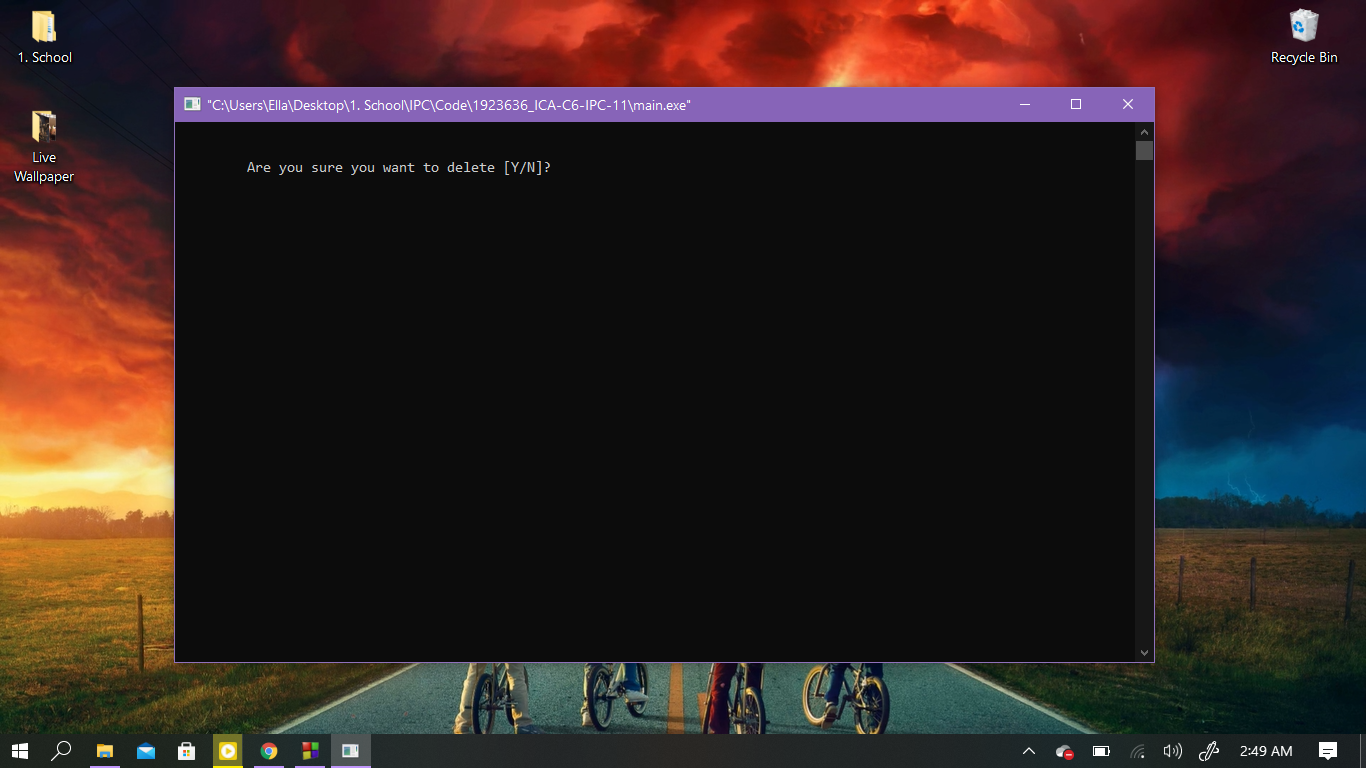 1. School
Recycle Bin
"C:\Users\Ella\Desktop\1. School\IPC\Code\1923636_ICA-C6-IPC-11\main.exe"
Live
Wallpaper
Are you sure you want to delete [Y/N]?
2:49 AM